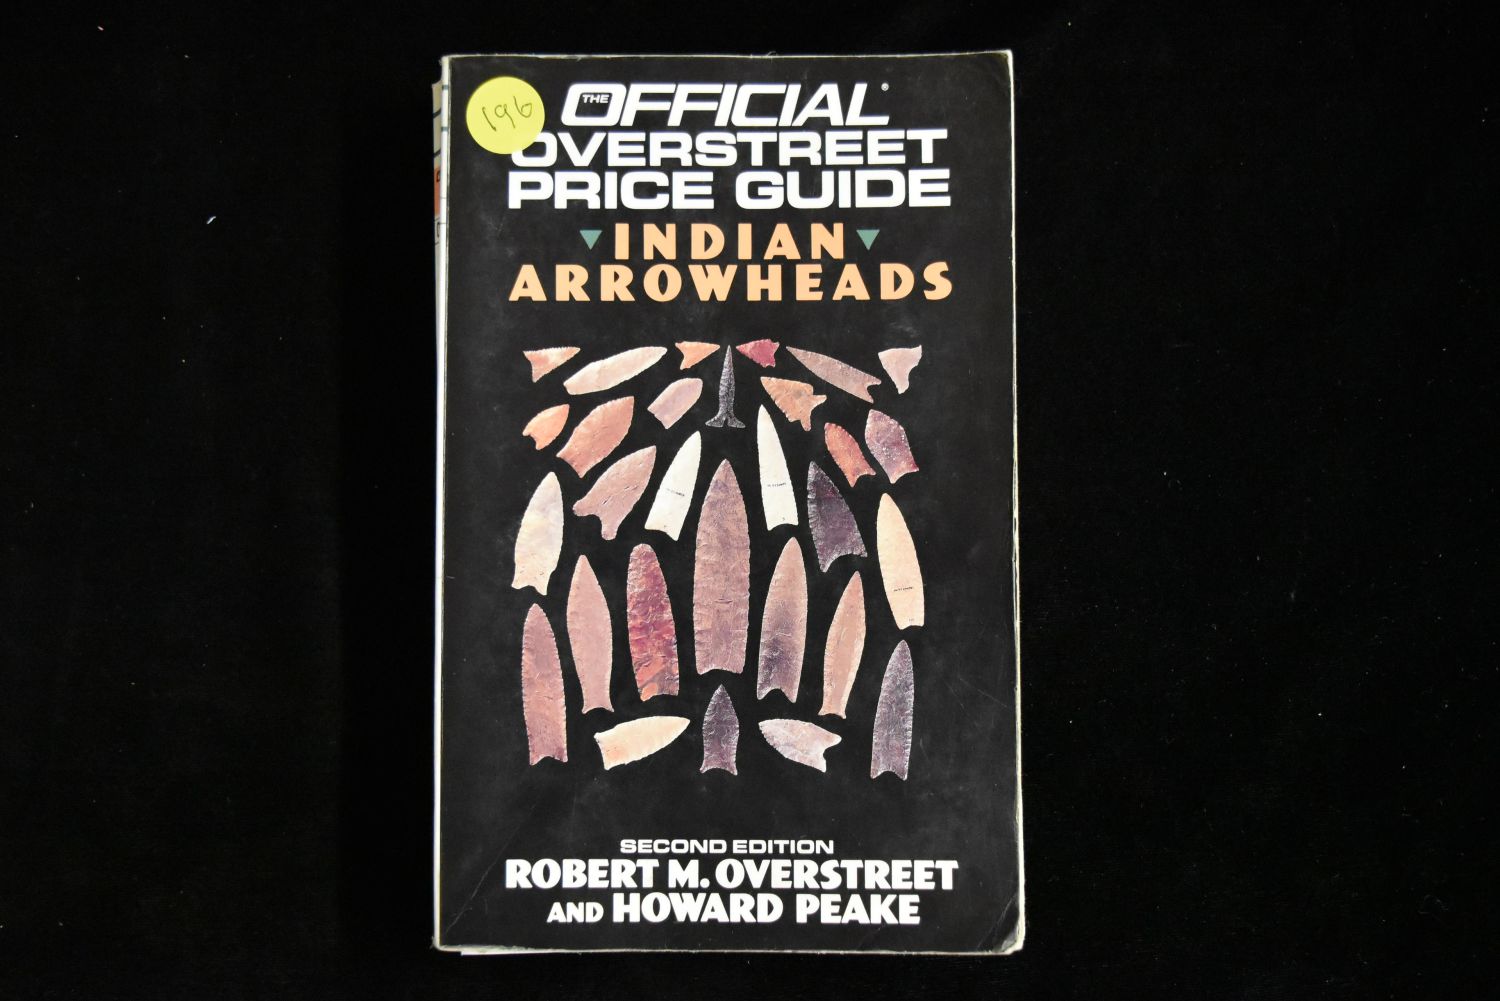 196
THE OFFICIAL®
OVERSTREET
PRICE GUIDE
INDIAN
ARROWHEADS
SECOND EDITION
ROBERT M. OVERSTREET
AND HOWARD PEAKE